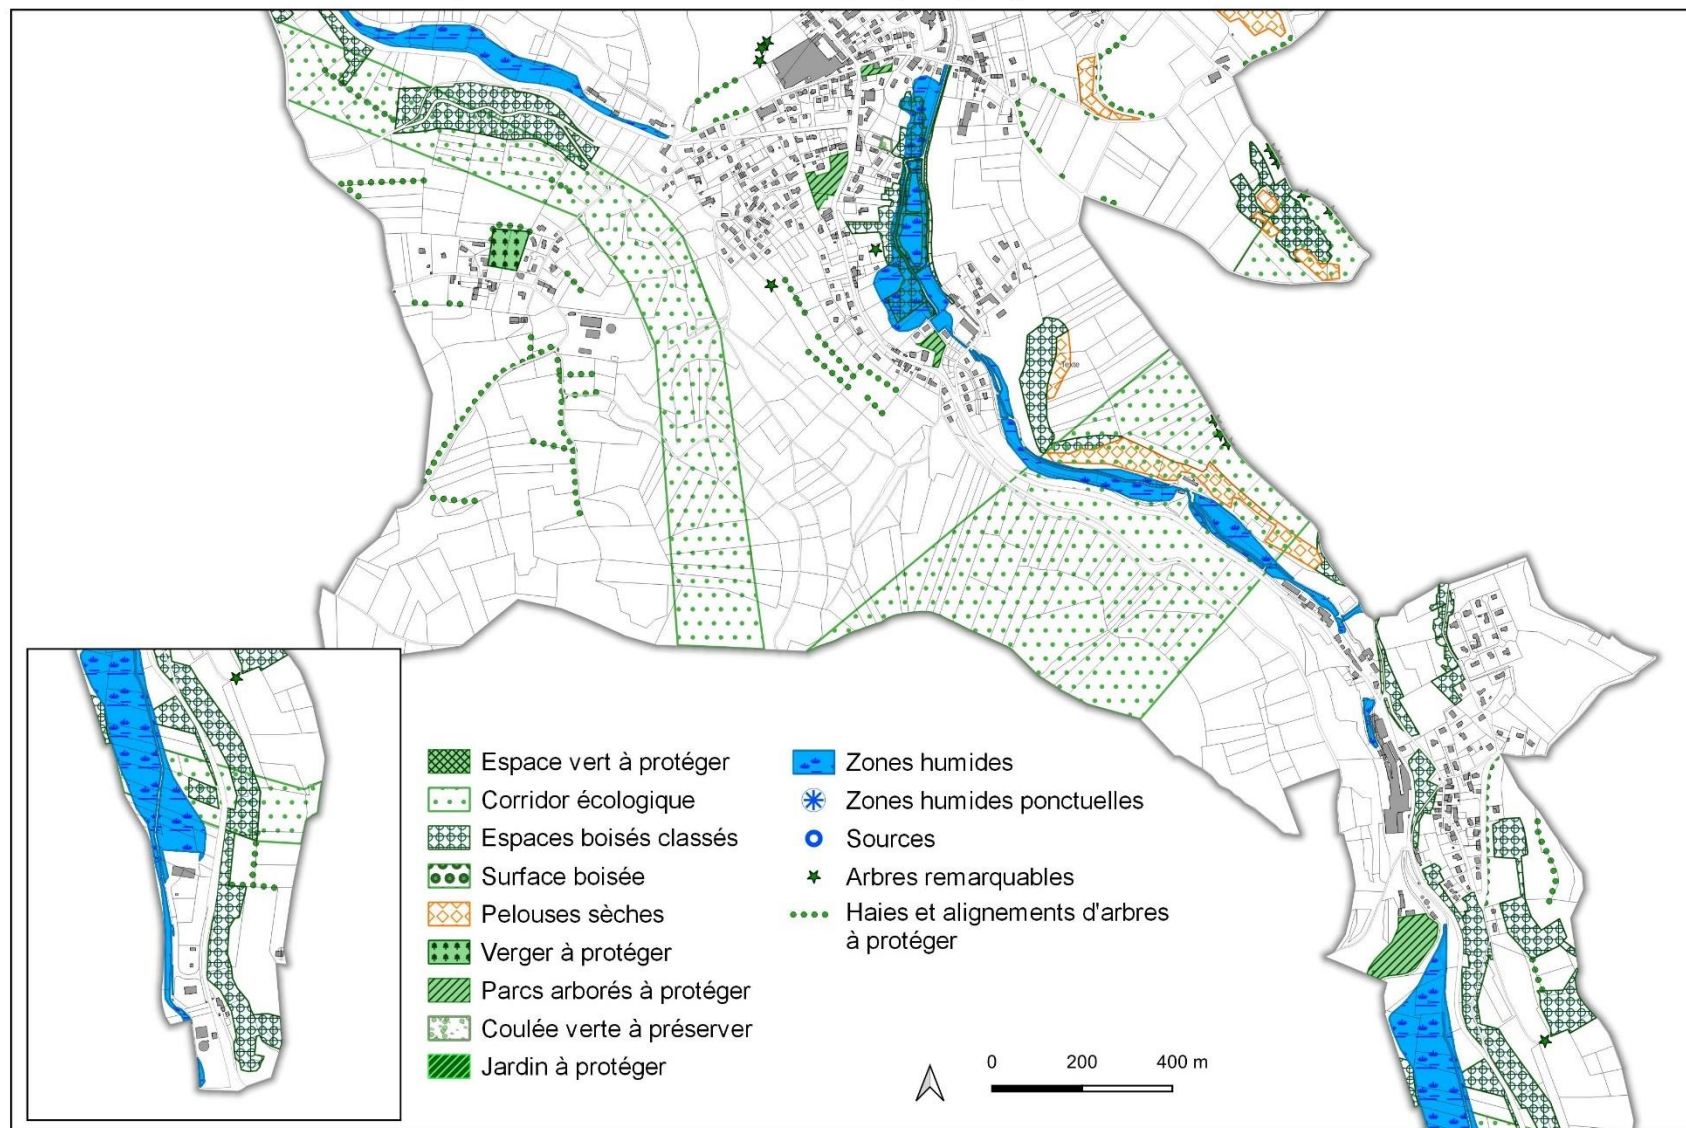 Texte
Espace vert à protéger
Corridor écologique
Espaces boisés classés
Surface boisée
Pelouses sèches
Verger à protéger
Parcs arborés à protéger
Coulée verte à préserver
Jardin à protéger
Zones humides
Zones humides ponctuelles
Sources
Arbres remarquables
Haies et alignements d'arbres
à protéger
0 200 400 m